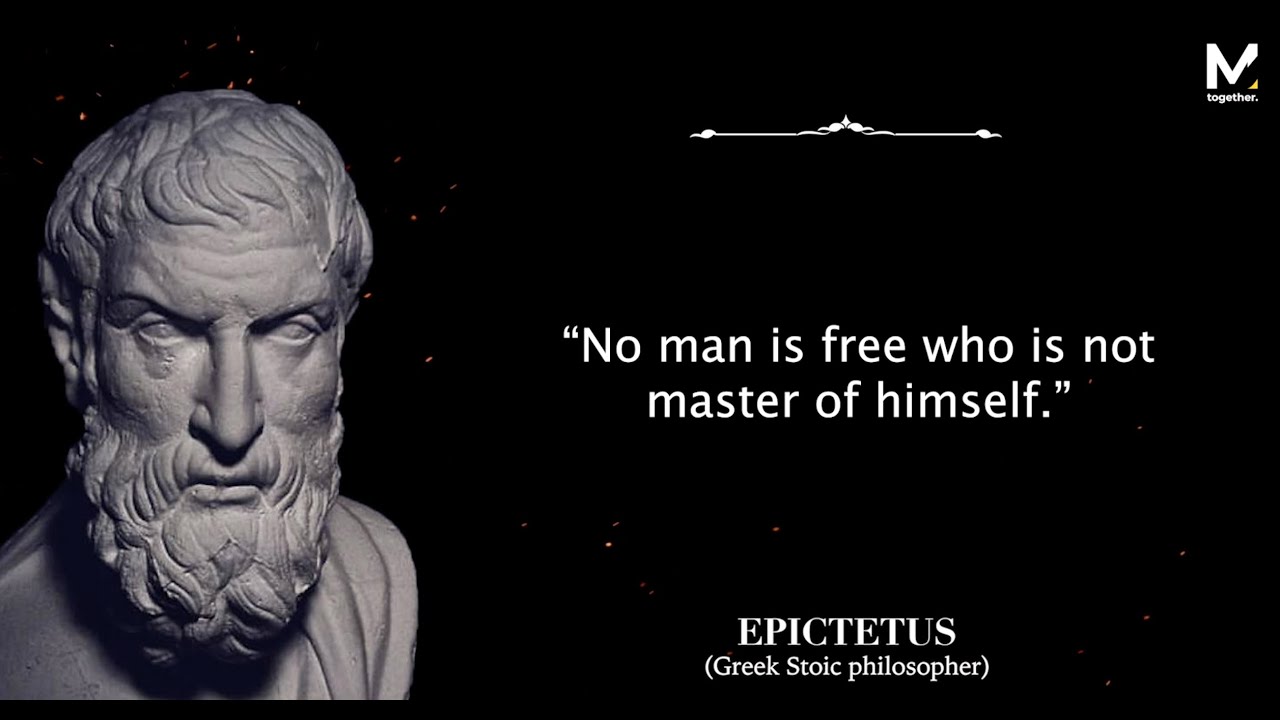 M
together.
“No man is free who is not
master of himself.”
EPICTETUS
(Greek Stoic philosopher)